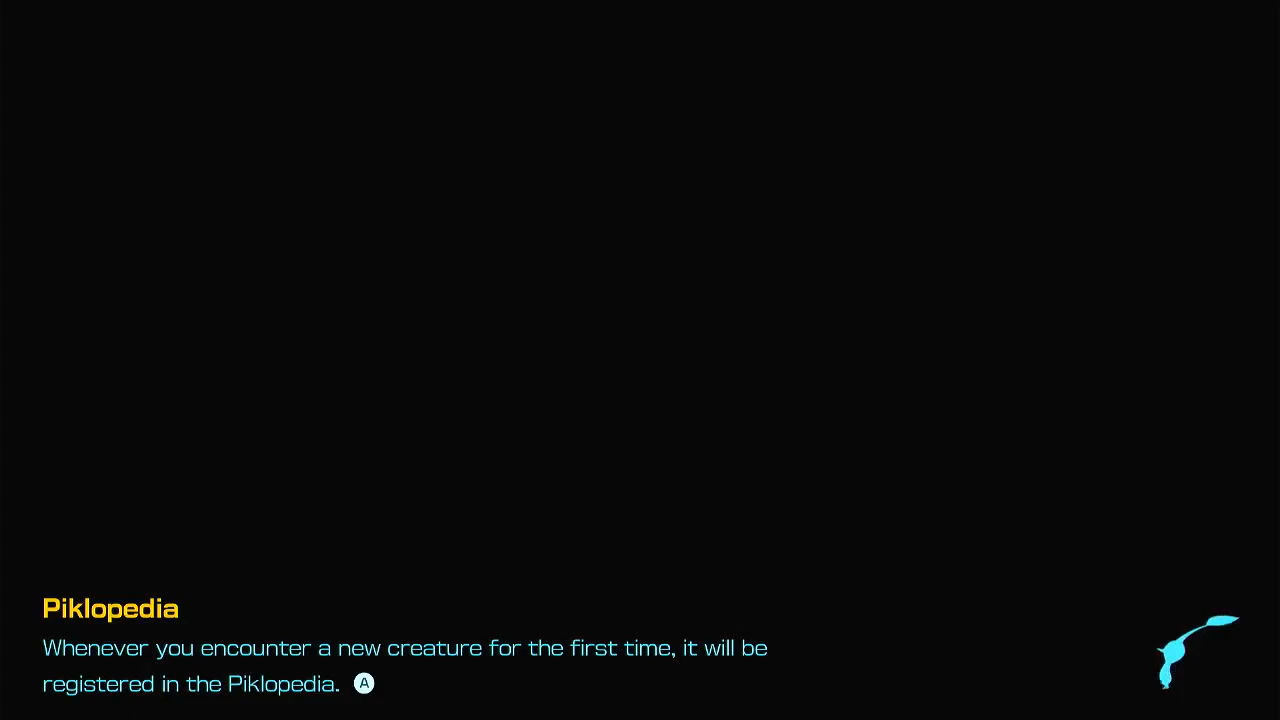 Piklopedia
Whenever you encounter a new creature for the first time, it will be
registered in the Piklopedia. A